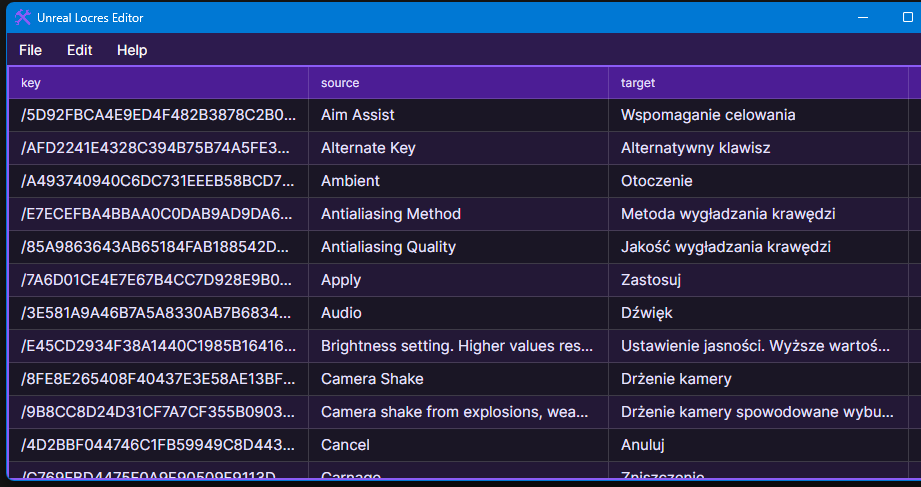 Unreal Locres Editor
File Edit Help
key source target
/5D92FBCA4E9ED4F482B3878C2B0... Aim Assist Wspomaganie celowania
/AFD2241E4328C394B75B74A5FE3... Alternate Key Alternatywny klawisz
/A493740940C6DC731EEEB58BCD7... Ambient Otoczenie
/E7ECEFBA4BBAA0C0DAB9AD9DA6... Antialiasing Method Metoda wygładzania krawędzi
/85A9863643AB65184FAB188542D... Antialiasing Quality Jakość wygładzania krawędzi
/7A6D01CE4E7E67B4CC7D928E9B0... Apply Zastosuj
/3E581A9A46B7A5A8330AB7B6834... Audio Dźwięk
/E45CD2934F38A1440C1985B16416... Brightness setting. Higher values res... Ustawienie jasności. Wyższe wartoś...
/8FE8E265408F40437E3E58AE13BF... Camera Shake Drżenie kamery
/9B8CC8D24D31CF7A7CF355B0903... Camera shake from explosions, wea... Drżenie kamery spowodowane wybu...
/4D2BBF044746C1FB59949C8D443... Cancel Anuluj
/C769FBD4475F0A9F90509F9113D... Carnage Zniszczenie